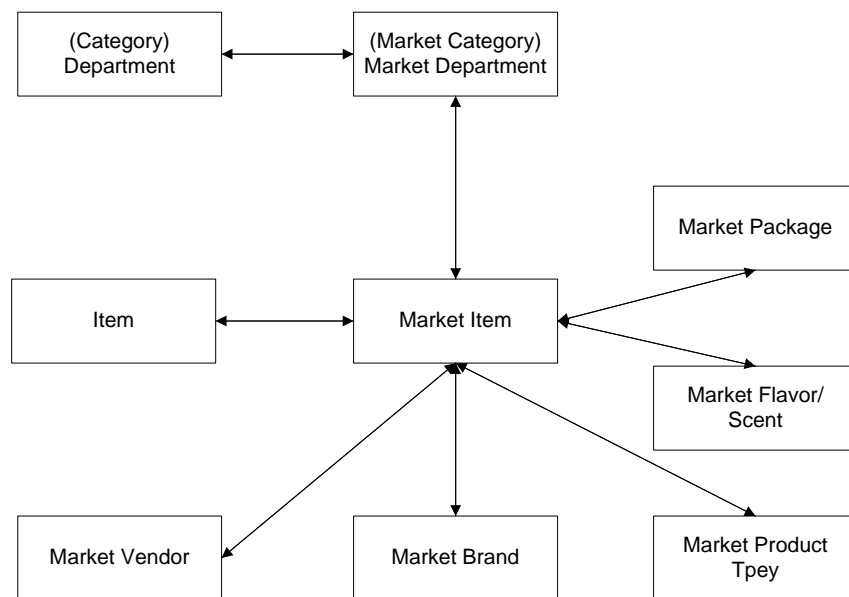 (Category)
Department
(Market Category)
Market Department
Market Package
Item
Market Item
Market Flavor/
Scent
Market Vendor
Market Brand
Market Product
Tpey